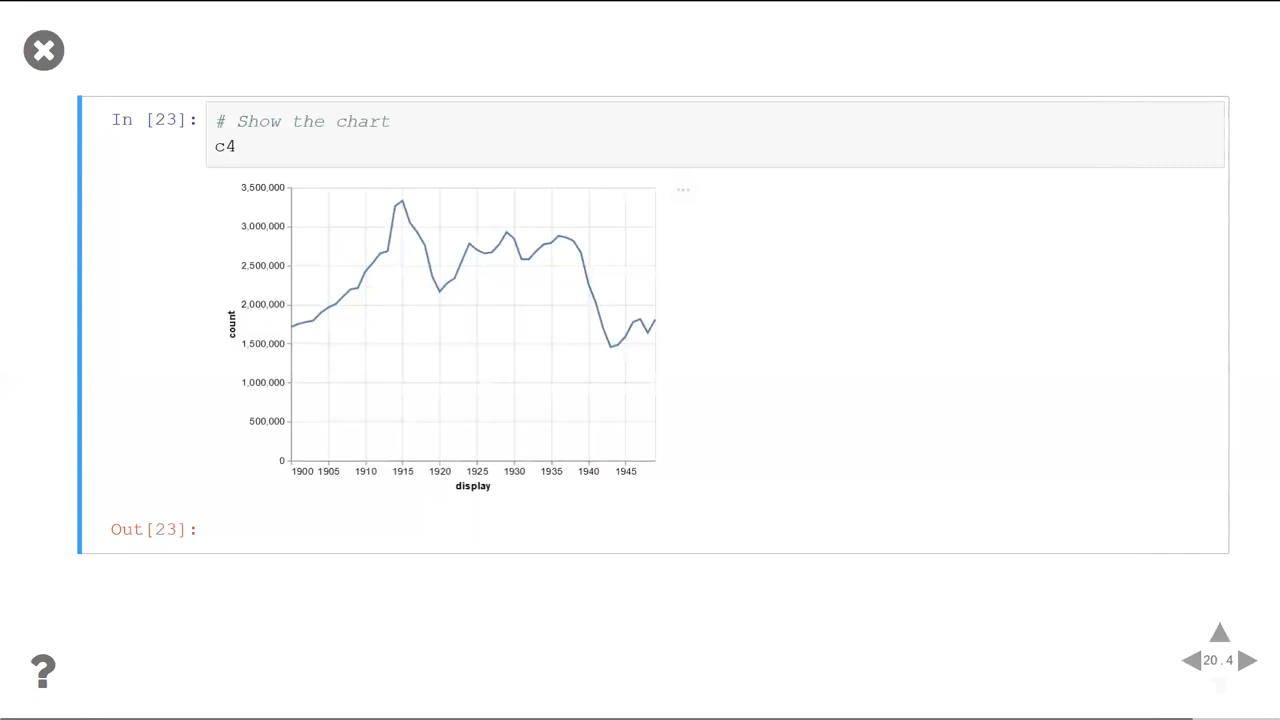 In [23]:
# Show the chart
c4
...
3,500,000
3,000,000
2,500,000
2,000,000
1,500,000
1,000,000
500,000
0
count
1900 1905 1910 1915 1920 1925 1930 1935 1940 1945
display
Out[23]:
?
20.4